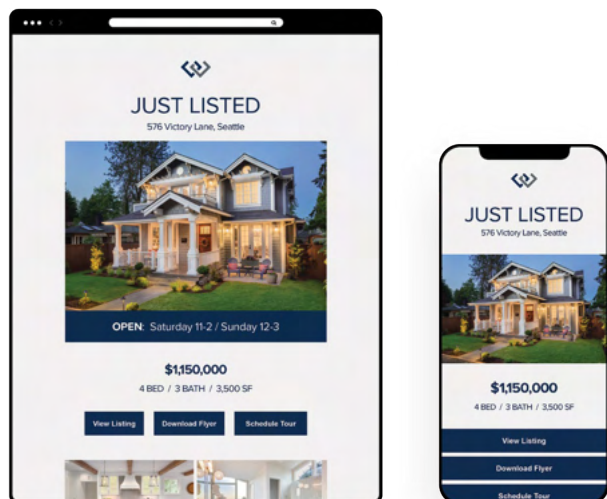 JUST LISTED
576 Victory Lane, Seattle
OPEN: Saturday 11-2 / Sunday 12-3
$1,150,000
4 BED / 3 BATH / 3,500 SF
View Listing
Download Flyer
Schedule Tour
JUST LISTED
576 Victory Lane, Seattle
$1,150,000
4 BED / 3 BATH / 3,500 SF
View Listing
Download Flyer
Schedule Tour